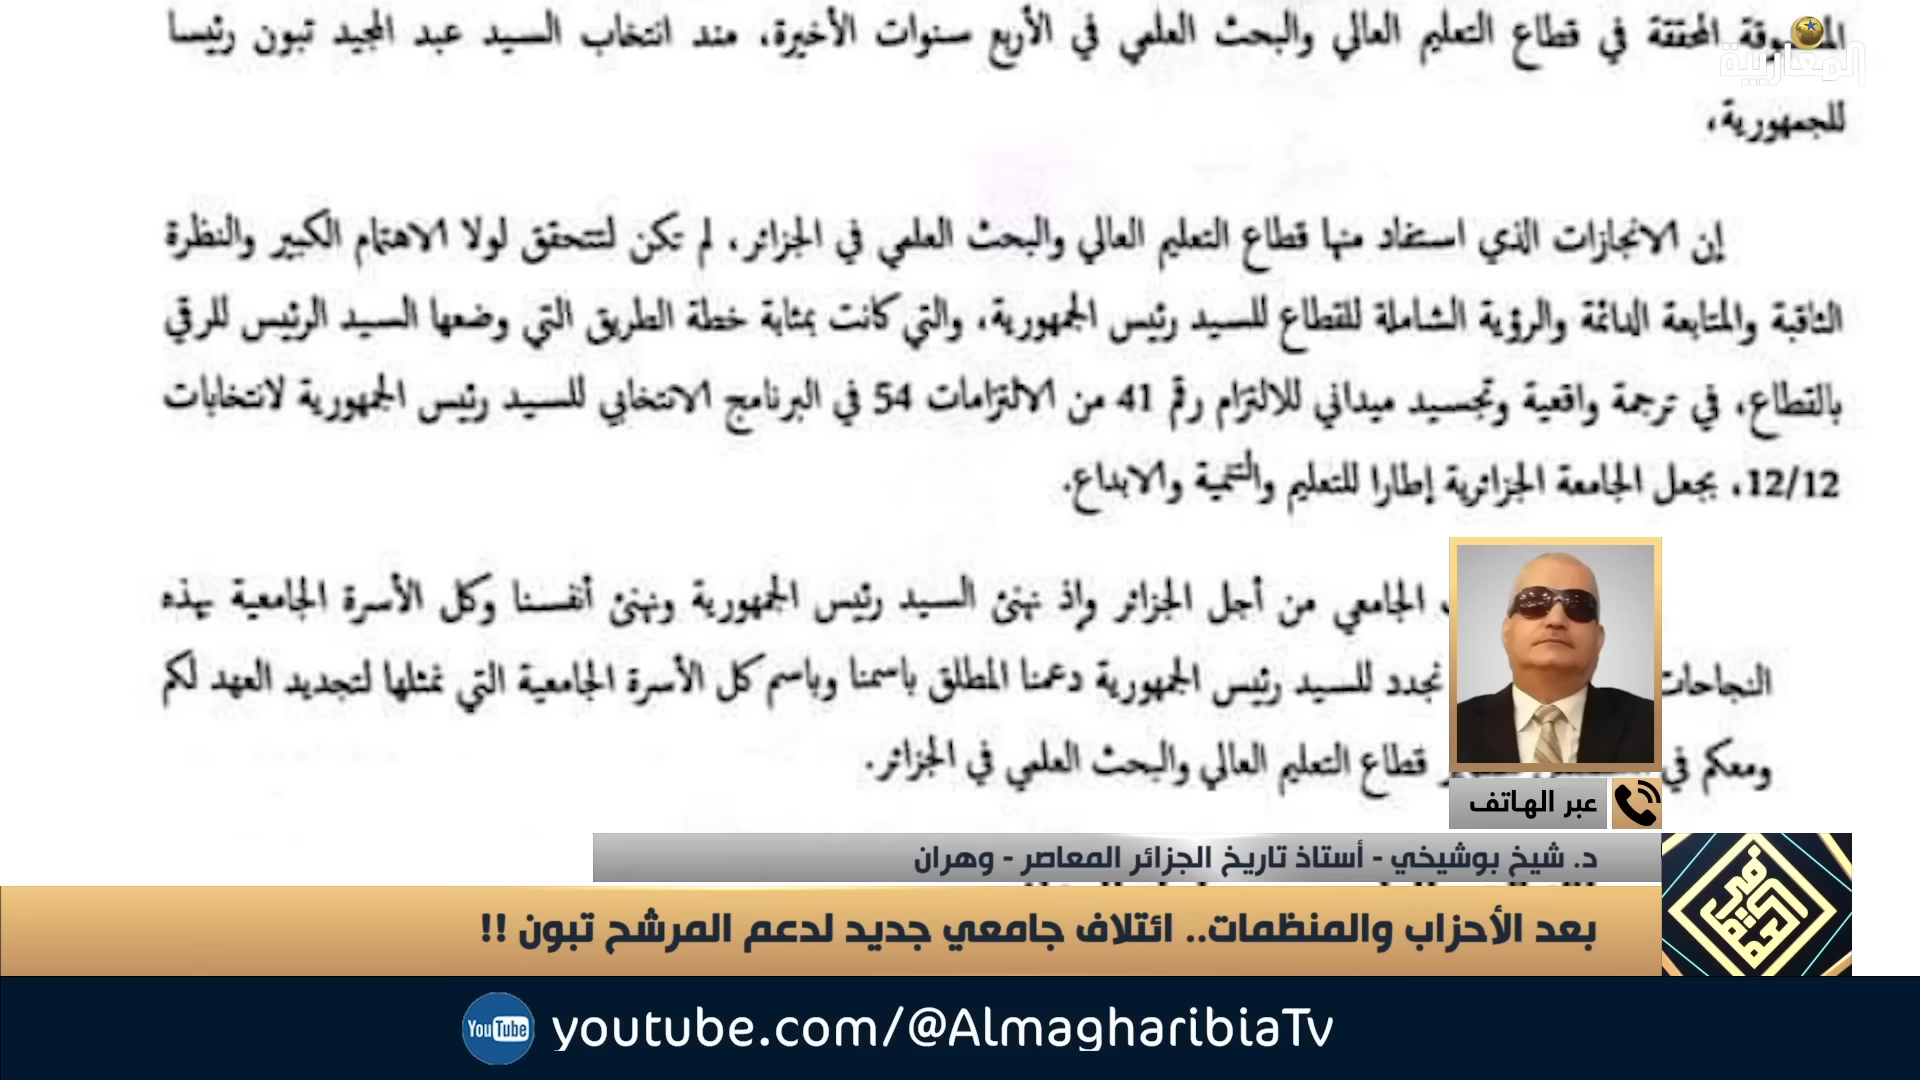 المسبوقة المحققة في قطاع التعليم العالي والبحث العلمي في الأربع سنوات الأخيرة، مند انتخاب السيد عبد المجيد تبون رئيسا
المغاربية
للجمهورية،
إن الانجازات الذي استفاد منها قطاع التعليم العالي والبحث العلمي في الجزائر، لم تكن لتتحقق لولا الاهتمام الكبير والنظرة
الثاقبة والمتابعة الدائمة والرؤية الشاملة للقطاع للسيد رئيس الجمهورية، والتي كانت بمثابة خطة الطريق التي وضعها السيد الرئيس للرقي
بالقطاع، في ترجمة واقعية وتجسيد ميداني للالتزام رقم 41 من الالتزامات 54 في البرنامج الانتخابي للسيد رئيس الجمهورية لانتخابات
12/12، بجعل الجامعة الجزائرية إطارا للتعليم والتنمية والابداع.
الجامعي من أجل الجزائر وإذ نهنئ السيد رئيس الجمهورية ونهنئ أنفسنا وكل الأسرة الجامعية بهذه
النجاحات نجدد للسيد رئيس الجمهورية دعمنا المطلق باسمنا وباسم كل الأسرة الجامعية التي نمثلها لتجديد العهد لكم
ومعكم في قطاع التعليم العالي والبحث العلمي في الجزائر.
عبر الهاتف
د. شيخ بوشيخي - أستاذ تاريخ الجزائر المعاصر - وهران
بعد الأحزاب والمنظمات.. ائتلاف جامعي جديد لدعم المرشح تبون !!
في العمق
YouTube youtube.com/@AlmagharibiaTv